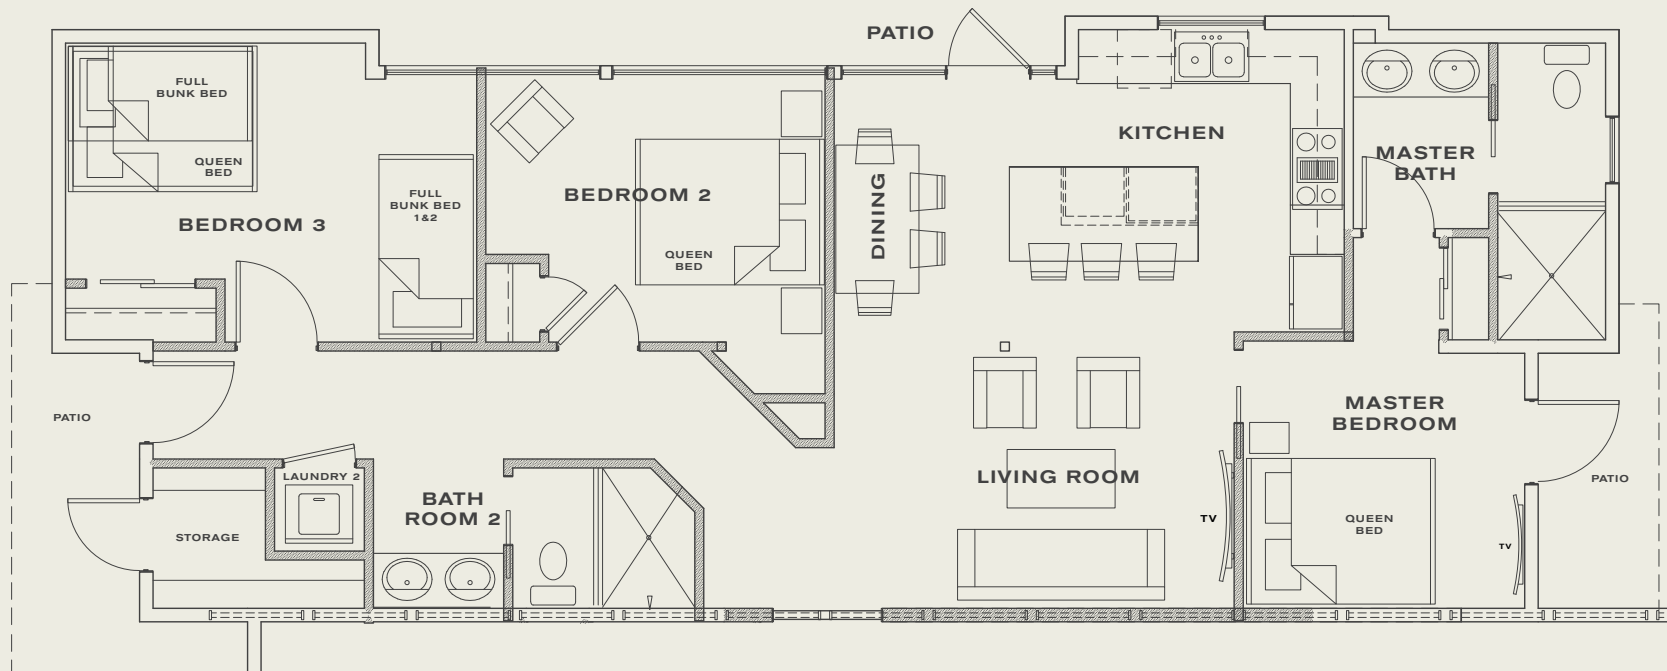 PATIO
FULL
BUNK BED
QUEEN
BED
BEDROOM 3
FULL
BUNK BED
1&2
BEDROOM 2
QUEEN
BED
DINING
KITCHEN
MASTER
BATH
PATIO
LAUNDRY 2
STORAGE
BATH
ROOM 2
LIVING ROOM
TV
MASTER
BEDROOM
QUEEN
BED
TV
PATIO